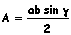 A = ab sin γ / 2